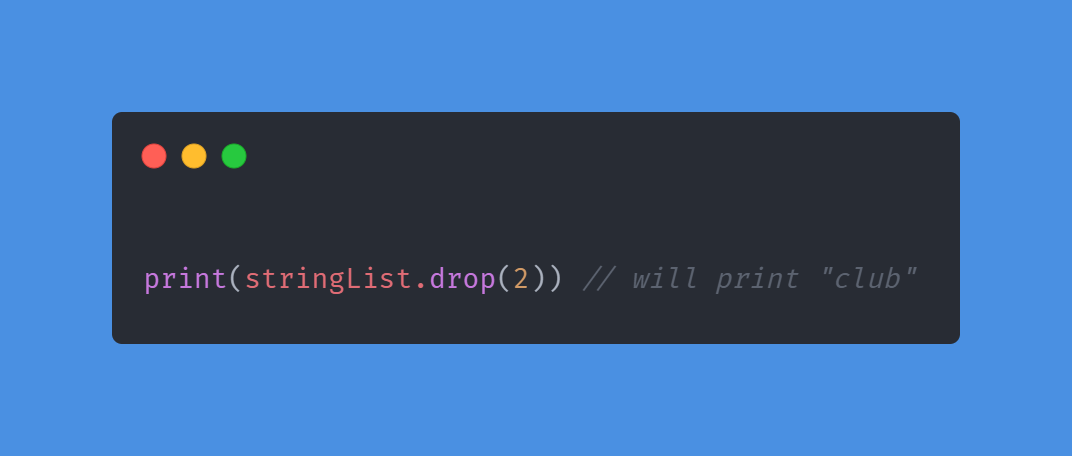 print(stringList.drop(2)) // will print "club"